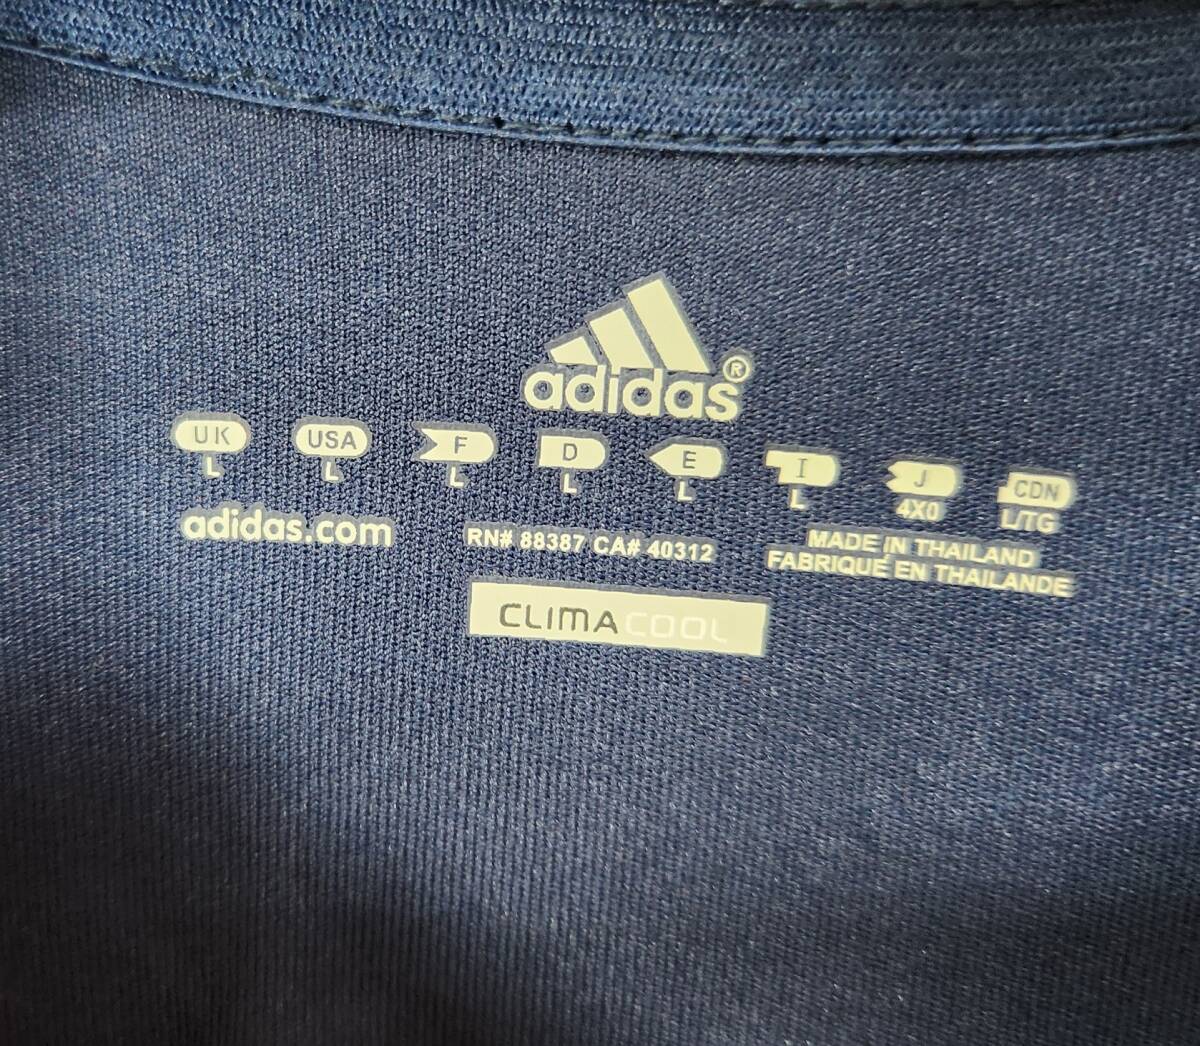 adidas®
UK USA F D E I J CDN
L L L L L L 4X0 L/TG
adidas.com
RN# 88387 CA# 40312
MADE IN THAILAND
FABRIQUÉ EN THAILANDE
CLIMACOOL